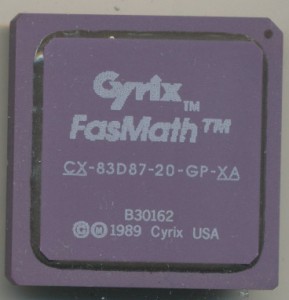 Cyrix™
FasMath™
CX-83D87-20-GP-XA
B30162
©Ⓜ1989 Cyrix USA